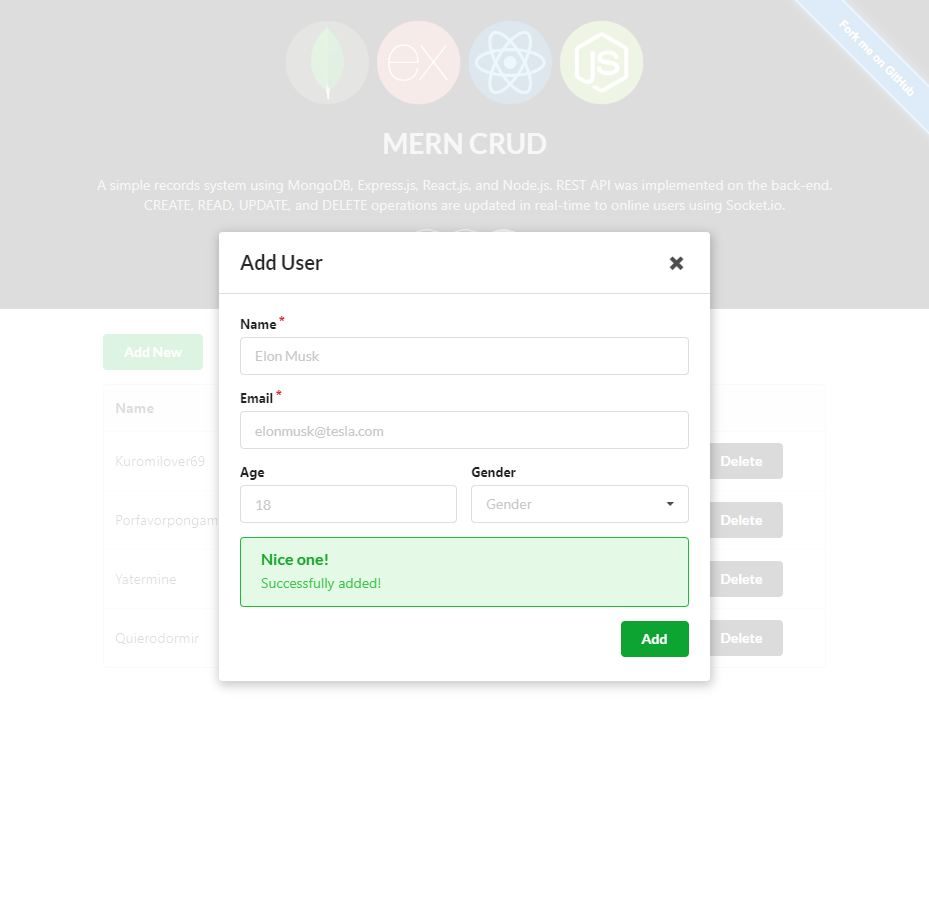 ex
JS
Fork me on GitHub
MERN CRUD
A simple records system using MongoDB, Express.js, React.js, and Node.js. REST API was implemented on the back-end.
CREATE, READ, UPDATE, and DELETE operations are updated in real-time to online users using Socket.io.
Add User
Name *
Elon Musk
Email *
elonmusk@tesla.com
Age
Gender
18
Gender
Nice one!
Successfully added!
Add
Add New
Name
Kuromilover69
Delete
Porfavorpongam
Delete
Yatermine
Delete
Quierodormir
Delete